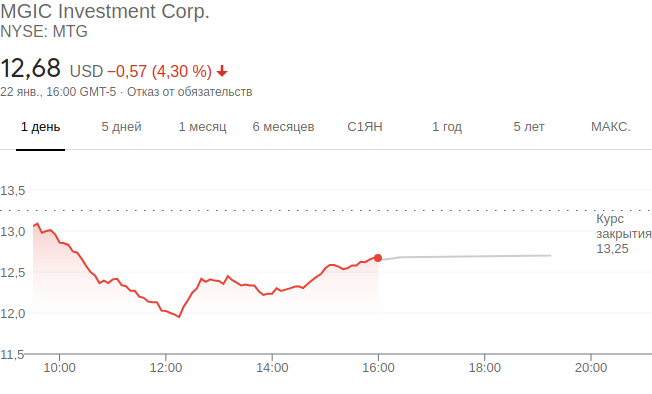 MGIC Investment Corp.
NYSE: MTG
12,68 USD −0,57 (4,30 %)
22 янв., 16:00 GMT-5 · Отказ от обязательств
1 день 5 дней 1 месяц 6 месяцев С1ЯН 1 год 5 лет МАКС.
13,5
Курс
закрытия
13,25
13,0
12,5
12,0
11,5
10:00 12:00 14:00 16:00 18:00 20:00